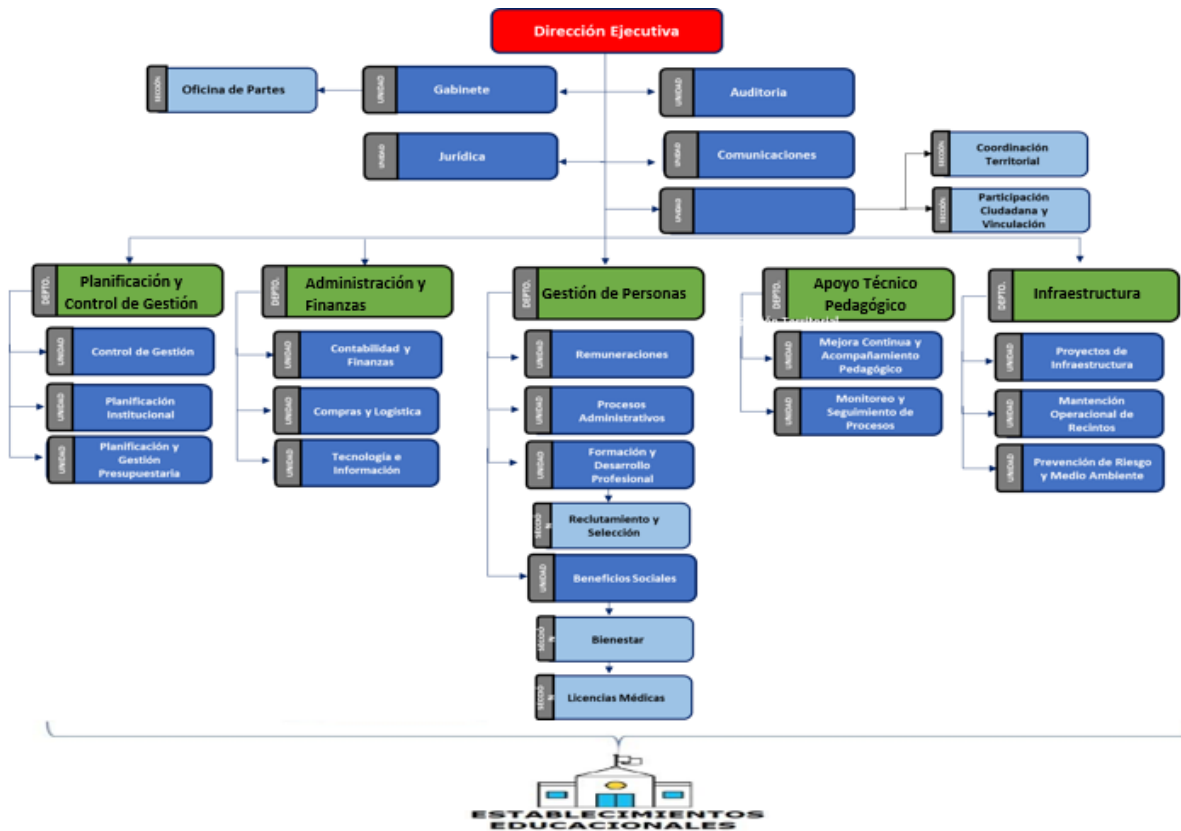 Dirección Ejecutiva
SECCIÓN
Oficina de Partes
UNIDAD
Gabinete
UNIDAD
Auditoria
UNIDAD
Jurídica
UNIDAD
Comunicaciones
SECCIÓN
Coordinación
Territorial
UNIDAD
SECCIÓN
Participación
Ciudadana y
Vinculación
DEPTO.
Planificación y
Control de Gestión
DEPTO.
Administración y
Finanzas
DEPTO.
Gestión de Personas
DEPTO.
Apoyo Técnico
Pedagógico
DEPTO.
Infraestructura
Territorial
UNIDAD
Control de Gestión
UNIDAD
Planificación
Institucional
UNIDAD
Planificación y
Gestión
Presupuestaria
UNIDAD
Contabilidad y
Finanzas
UNIDAD
Compras y Logística
UNIDAD
Tecnología e
Información
UNIDAD
Remuneraciones
UNIDAD
Procesos
Administrativos
UNIDAD
Formación y
Desarrollo
Profesional
SECCIÓ
N
Reclutamiento y
Selección
UNIDAD
Beneficios Sociales
SECCIÓ
N
Bienestar
SECCIÓ
N
Licencias Médicas
UNIDAD
Mejora Continua y
Acompañamiento
Pedagógico
UNIDAD
Monitoreo y
Seguimiento de
Procesos
UNIDAD
Proyectos de
Infraestructura
UNIDAD
Mantención
Operacional de
Recintos
UNIDAD
Prevención de Riesgo
y Medio Ambiente
ESTABLECIMIENTOS
EDUCACIONALES